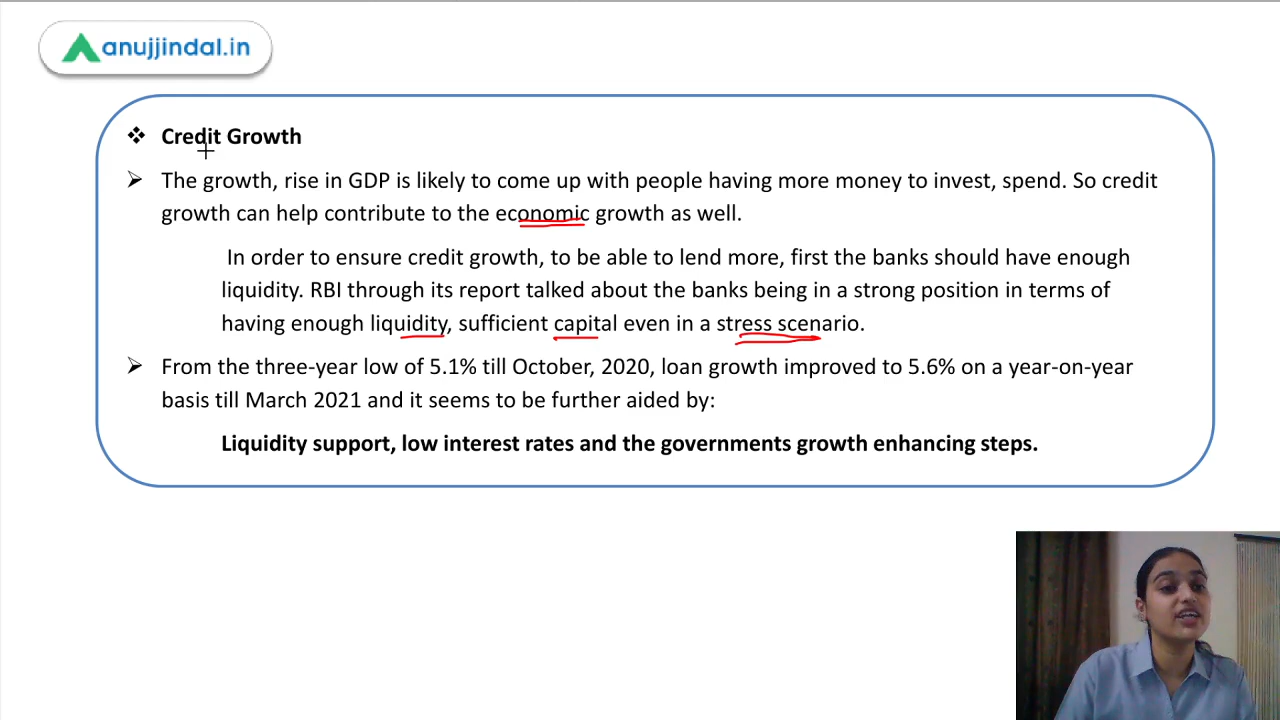 anujjindal.in
Credit Growth
The growth, rise in GDP is likely to come up with people having more money to invest, spend. So credit
growth can help contribute to the economic growth as well.
In order to ensure credit growth, to be able to lend more, first the banks should have enough
liquidity. RBI through its report talked about the banks being in a strong position in terms of
having enough liquidity, sufficient capital even in a stress scenario.
From the three-year low of 5.1% till October, 2020, loan growth improved to 5.6% on a year-on-year
basis till March 2021 and it seems to be further aided by:
Liquidity support, low interest rates and the governments growth enhancing steps.